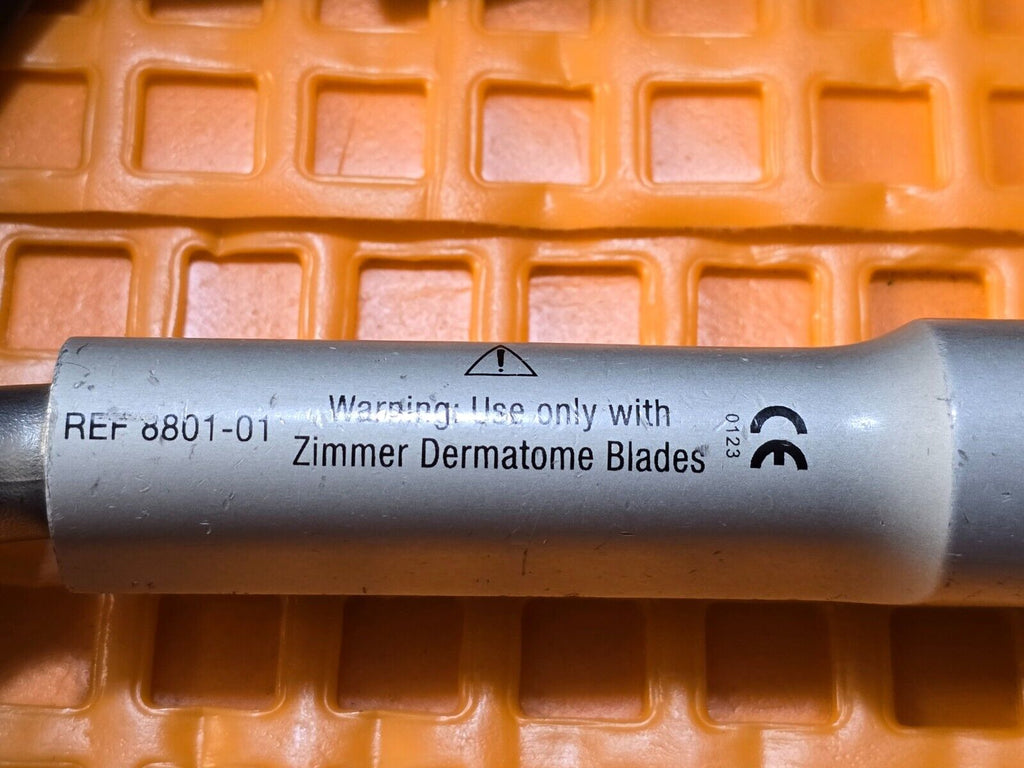 REF 8801-01
Warning: Use only with
Zimmer Dermatome Blades
0123
CE